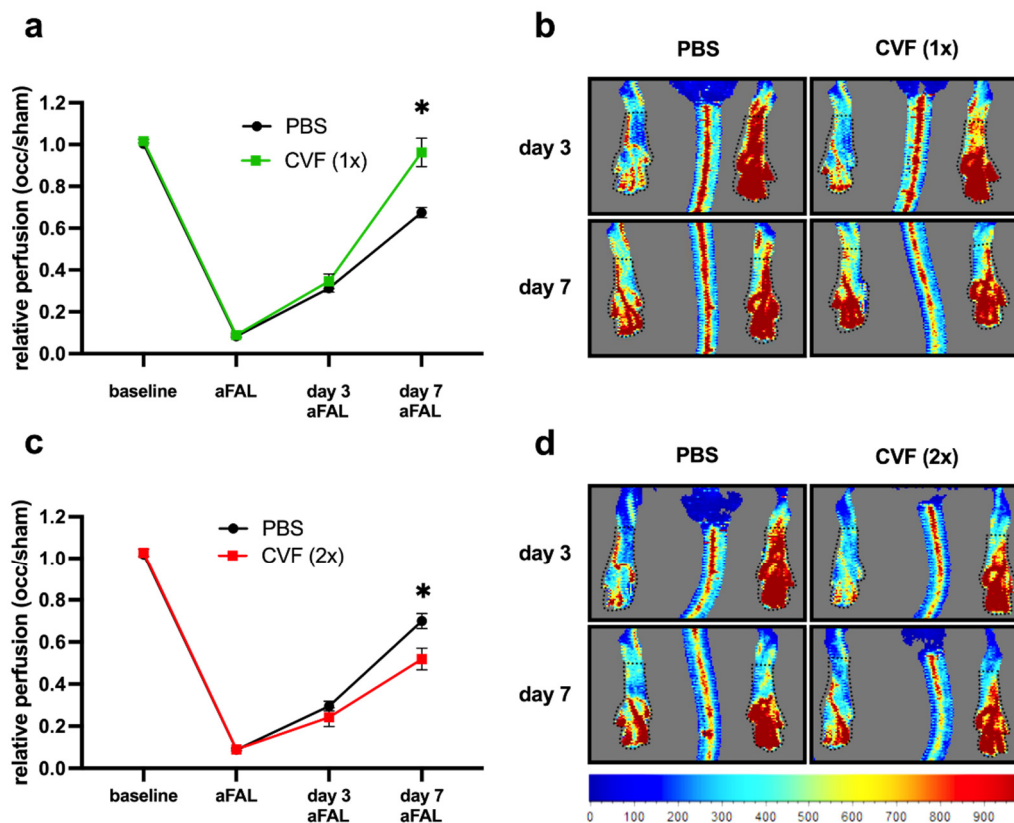 a
relative perfusion (occ/sham)
1.2
1.0
0.8
0.6
0.4
0.2
0.0
PBS
CVF (1x)
*
baseline
aFAL
day 3
aFAL
day 7
aFAL
b
PBS
CVF (1x)
day 3
day 7
c
relative perfusion (occ/sham)
1.2
1.0
0.8
0.6
0.4
0.2
0.0
PBS
CVF (2x)
*
baseline
aFAL
day 3
aFAL
day 7
aFAL
d
PBS
CVF (2x)
day 3
day 7
0 100 200 300 400 500 600 700 800 900